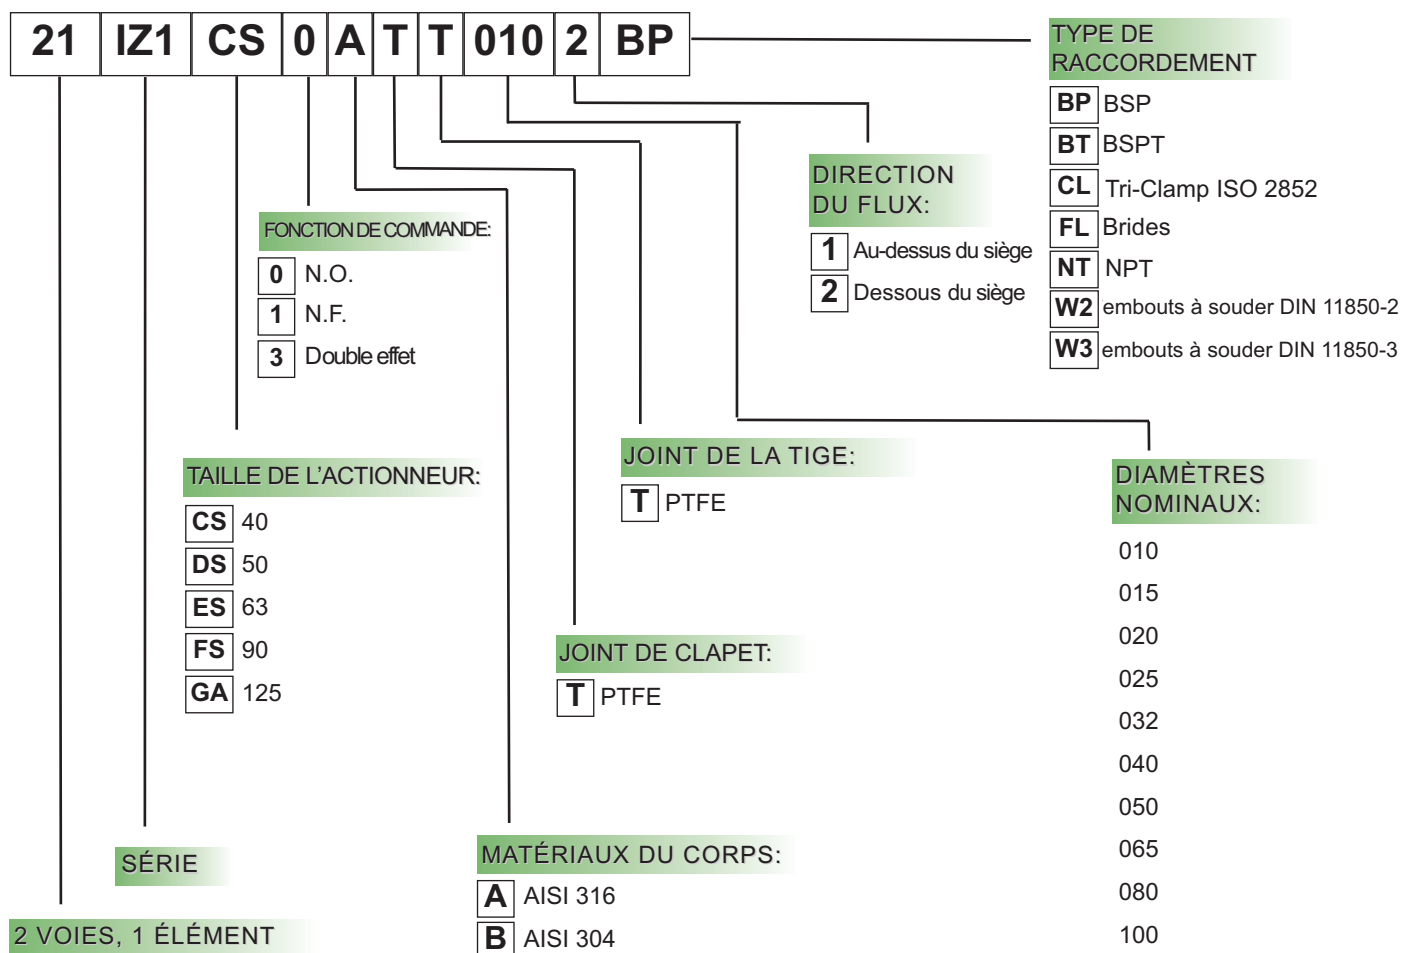 21 IZ1 CS 0 A T T 010 2 BP
TYPE DE
RACCORDEMENT
BP BSP
BT BSPT
CL Tri-Clamp ISO 2852
FL Brides
NT NPT
W2 embouts à souder DIN 11850-2
W3 embouts à souder DIN 11850-3
DIRECTION
DU FLUX:
1 Au-dessus du siège
2 Dessous du siège
FONCTION DE COMMANDE:
0 N.O.
1 N.F.
3 Double effet
JOINT DE LA TIGE:
T PTFE
TAILLE DE L'ACTIONNEUR:
CS 40
DS 50
ES 63
FS 90
GA 125
DIAMÈTRES
NOMINAUX:
010
015
020
025
032
040
050
065
080
100
JOINT DE CLAPET:
T PTFE
MATÉRIAUX DU CORPS:
A AISI 316
B AISI 304
SÉRIE
2 VOIES, 1 ÉLÉMENT